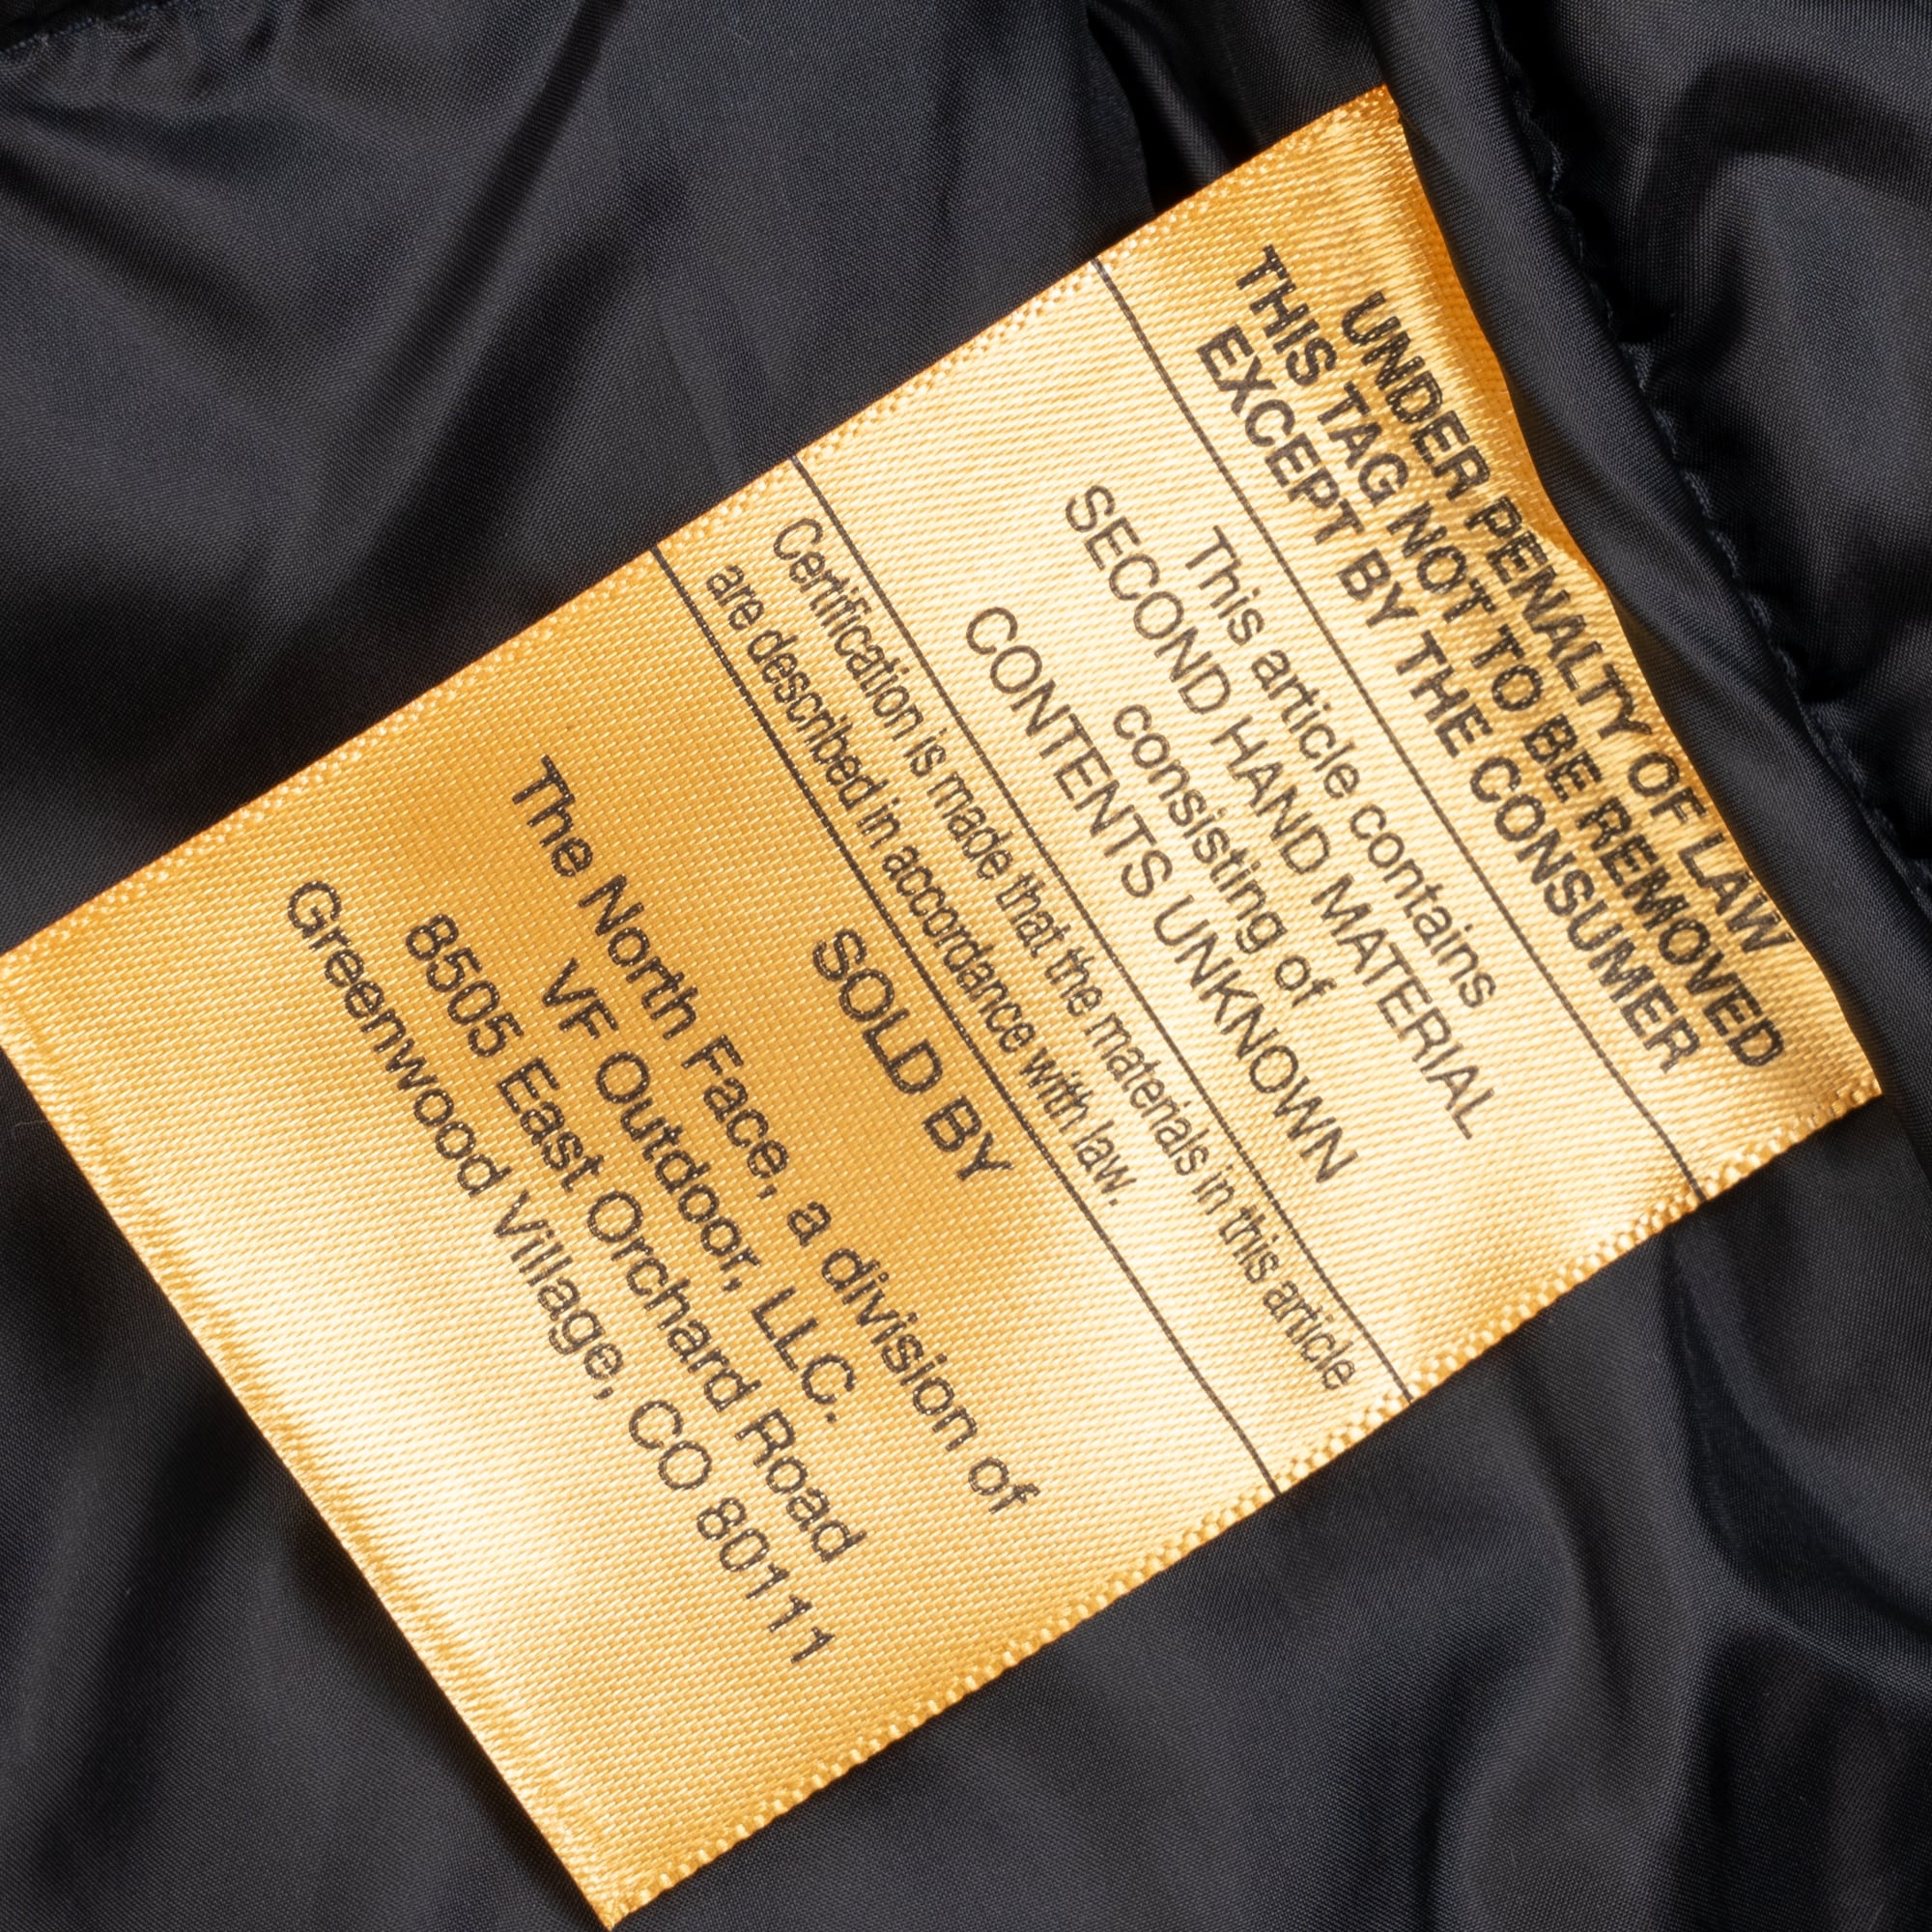 UNDER PENALTY OF LAW
THIS TAG NOT TO BE REMOVED
EXCEPT BY THE CONSUMER
This article contains
SECOND HAND MATERIAL
consisting of
CONTENTS UNKNOWN
Certification is made that the materials in this article
are described in accordance with law.
SOLD BY
The North Face, a division of
VF Outdoor, LLC.
8505 East Orchard Road
Greenwood Village, CO 80111